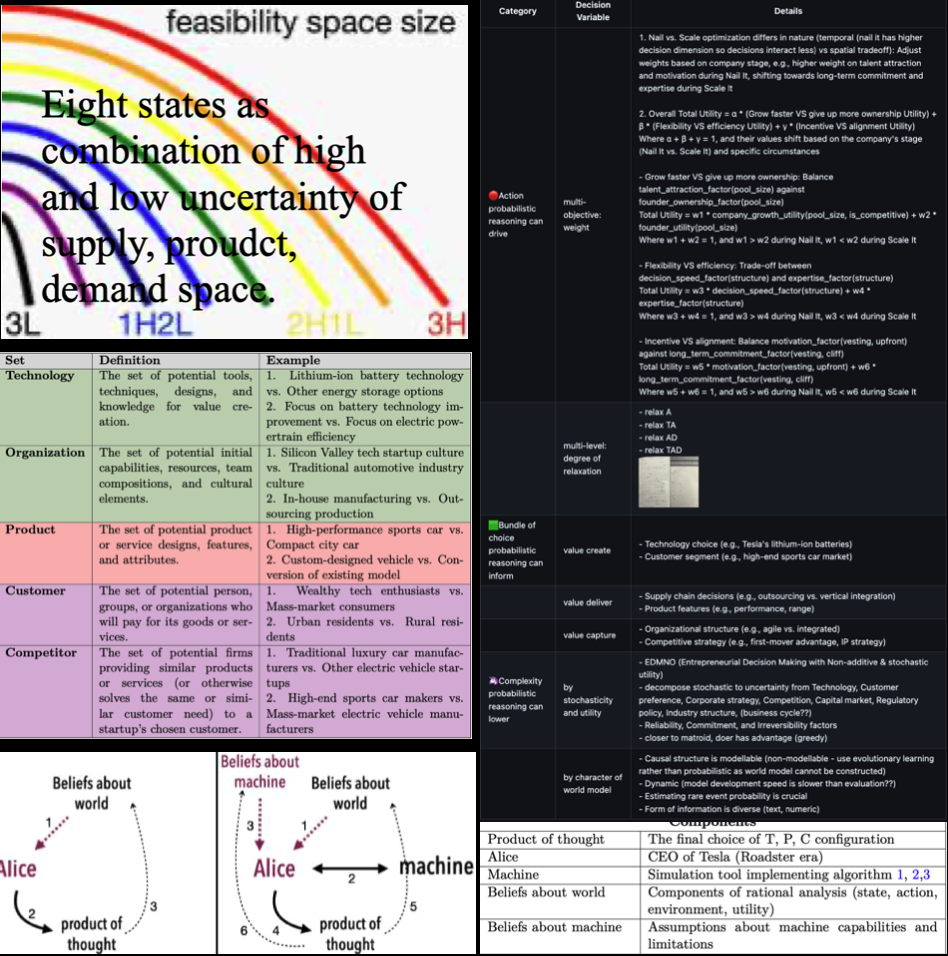 feasibility space size
Eight states as
combination of high
and low uncertainty of
supply, proudct,
demand space.
3L
1H2L
2H1L
3H
Set Definition Example
Technology The set of potential tools, techniques, designs, and knowledge for value cre-
ation.
1. Lithium-ion battery technology
vs. Other energy storage options
2. Focus on battery technology im-
provement vs. Focus on electric pow-
ertrain efficiency
Organization
The set of potential initial
capabilities, resources, team
compositions, and cultural
elements.
1. Silicon Valley tech startup culture
vs. Traditional automotive industry
culture
2. In-house manufacturing vs. Out-
sourcing production
Product
The set of potential product
or service designs, features,
and attributes.
1. High-performance sports car vs.
Compact city car
2. Custom-designed vehicle vs. Con-
version of existing model
Customer
The set of potential person,
groups, or organizations who
will pay for its goods or ser-
vices.
1. Wealthy tech enthusiasts vs.
Mass-market consumers
2. Urban residents vs. Rural resi-
dents
Competitor
The set of potential firms
providing similar products
or services (or otherwise
solves the same or simi-
lar customer need) to a
startup's chosen customer.
1. Traditional luxury car manufac-
turers vs. Other electric vehicle star-
tups
2. High-end sports car makers vs.
Mass-market electric vehicle manu-
facturers
Beliefs about
world
1
Alice
2
3
product of
thought
Beliefs about
machine
Beliefs about
world
3
1
Alice
2
machine
6
4
5
product of
thought
Category
Decision
Variable
Details
Action
probabilistic
reasoning can
drive
multi-
objective:
weight
1. Nail vs. Scale optimization differs in nature (temporal (nail it has higher
decision dimension so decisions interact less) vs spatial tradeoff): Adjust
weights based on company stage, e.g., higher weight on talent attraction
and motivation during Nail It, shifting towards long-term commitment and
expertise during Scale It
2. Overall Total Utility = α * (Grow faster VS give up more ownership Utility) +
β * (Flexibility VS efficiency Utility) + γ * (Incentive VS alignment Utility)
Where α + β + γ = 1, and their values shift based on the company's stage
(Nail It vs. Scale It) and specific circumstances
- Grow faster VS give up more ownership: Balance
talent_attraction_factor(pool_size) against
founder_ownership_factor(pool_size)
Total Utility = w1 * company_growth_utility(pool_size, is_competitive) + w2 *
founder_utility(pool_size)
Where w1 + w2 = 1, and w1 > w2 during Nail It, w1 < w2 during Scale It
- Flexibility VS efficiency: Trade-off between
decision_speed_factor(structure) and expertise_factor(structure)
Total Utility = w3 * decision_speed_factor(structure) + w4 *
expertise_factor(structure)
Where w3 + w4 = 1, and w3 > w4 during Nail It, w3 < w4 during Scale It
- Incentive VS alignment: Balance motivation_factor(vesting, upfront)
against long_term_commitment_factor(vesting, cliff)
Total Utility = w5 * motivation_factor(vesting, upfront) + w6 *
long_term_commitment_factor(vesting, cliff)
Where w5 + w6 = 1, and w5 > w6 during Nail It, w5 < w6 during Scale It
multi-level:
degree of
relaxation
- relax A
- relax TA
- relax AD
- relax TAD
Bundle of
choice
probabilistic
reasoning can
inform
value create
- Technology choice (e.g., Tesla's lithium-ion batteries)
- Customer segment (e.g., high-end sports car market)
value deliver
- Supply chain decisions (e.g., outsourcing vs. vertical integration)
- Product features (e.g., performance, range)
value capture
- Organizational structure (e.g., agile vs. integrated)
- Competitive strategy (e.g., first-mover advantage, IP strategy)
Complexity
probabilistic
reasoning can
lower
by
stochasticity
and utility
- EDMNO (Entrepreneurial Decision Making with Non-additive & stochastic
utility)
- decompose stochastic to uncertainty from Technology, Customer
preference, Corporate strategy, Competition, Capital market, Regulatory
policy, Industry structure, (business cycle??)
- Reliability, Commitment, and Irreversibility factors
- closer to matroid, doer has advantage (greedy)
by character of
world model
- Causal structure is modellable (non-modellable - use evolutionary learning
rather than probabilistic as world model cannot be constructed)
- Dynamic (model development speed is slower than evaluation??)
- Estimating rare event probability is crucial
- Form of information is diverse (text, numeric)
Components
Product of thought The final choice of T, P, C configuration
Alice CEO of Tesla (Roadster era)
Machine Simulation tool implementing algorithm 1, 2,3
Beliefs about world Components of rational analysis (state, action,
environment, utility)
Beliefs about machine Assumptions about machine capabilities and
limitations